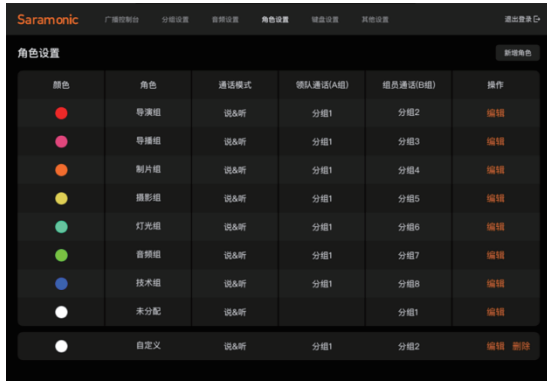 Saramonic 广播控制台 分组设置 音频设置 角色设置 键盘设置 其他设置 退出登录
角色设置 新增角色
颜色 角色 通话模式 领队通话(A组) 组员通话(B组) 操作
导演组 说&听 分组1 分组2 编辑
导播组 说&听 分组1 分组3 编辑
制片组 说&听 分组1 分组4 编辑
摄影组 说&听 分组1 分组5 编辑
灯光组 说&听 分组1 分组6 编辑
音频组 说&听 分组1 分组7 编辑
技术组 说&听 分组1 分组8 编辑
未分配 说&听 分组1 编辑
自定义 说&听 分组1 分组2 编辑 删除